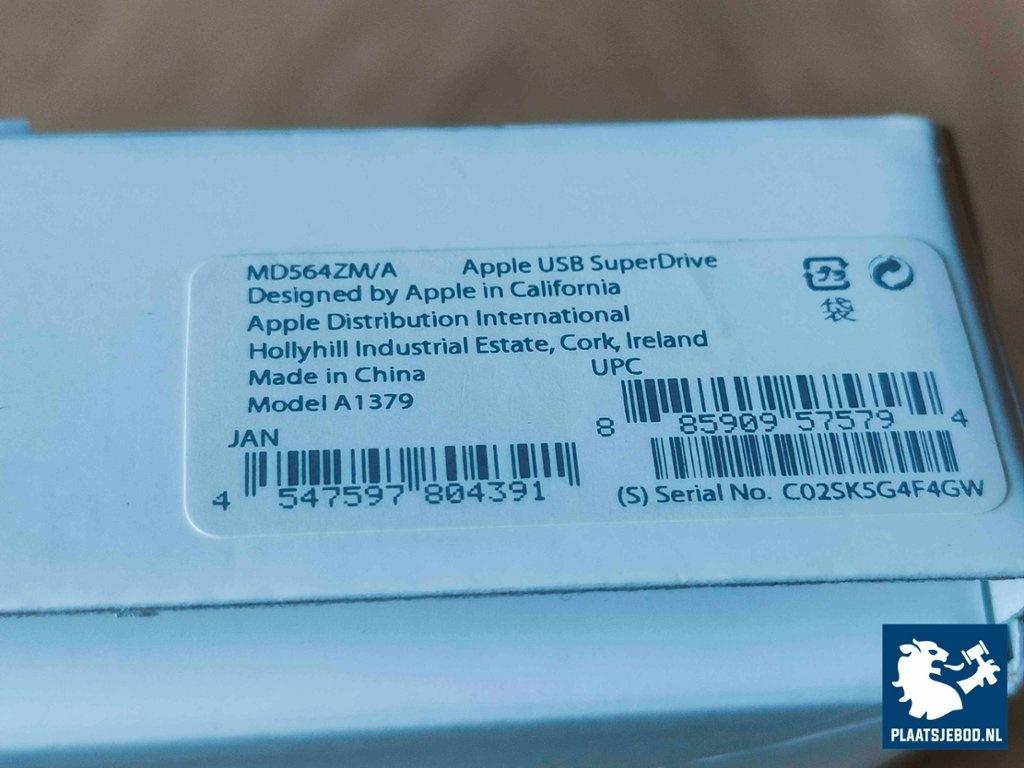 MD564ZM/A Apple USB SuperDrive
Designed by Apple in California
Apple Distribution International
Hollyhill Industrial Estate, Cork, Ireland
Made in China
Model A1379
UPC
8 85909 57579 4
JAN
4 547597 804391
(S) Serial No. C02SK5G4F4GW
袋
PLAATSJEBOD.NL